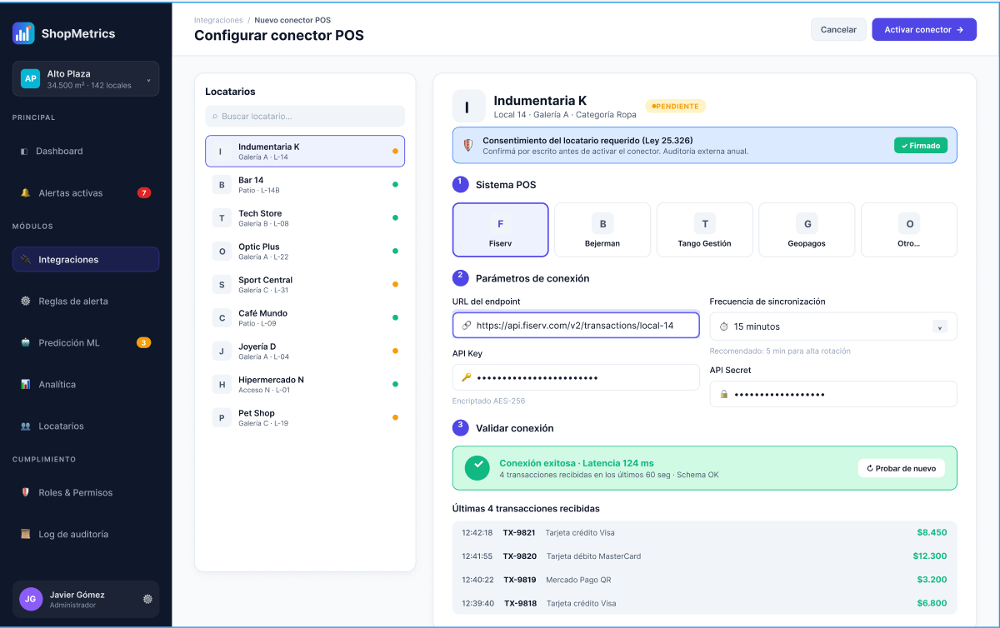 ShopMetrics
AP
Alto Plaza
34.500 m² · 142 locales
PRINCIPAL
Dashboard
Alertas activas
7
MÓDULOS
Integraciones
Reglas de alerta
Predicción ML
3
Analítica
Locatarios
CUMPLIMIENTO
Roles & Permisos
Log de auditoría
JG
Javier Gómez
Administrador
Integraciones / Nuevo conector POS
Configurar conector POS
Cancelar
Activar conector →
Locatarios
Buscar locatario...
I
Indumentaria K
Galería A · L-14
B
Bar 14
Patio · L-14B
T
Tech Store
Galería B · L-08
O
Optic Plus
Galería A · L-22
S
Sport Central
Galería C · L-31
C
Café Mundo
Patio · L-09
J
Joyería D
Galería A · L-04
H
Hipermercado N
Acceso N · L-01
P
Pet Shop
Galería C · L-19
I
Indumentaria K
Local 14 · Galería A · Categoría Ropa
PENDIENTE
Consentimiento del locatario requerido (Ley 25.326)
Confirmá por escrito antes de activar el conector. Auditoría externa anual.
✓ Firmado
1
Sistema POS
F
Fiserv
B
Bejerman
T
Tango Gestión
G
Geopagos
O
Otro...
2
Parámetros de conexión
URL del endpoint
https://api.fiserv.com/v2/transactions/local-14
Frecuencia de sincronización
15 minutos
Recomendado: 5 min para alta rotación
API Key
••••••••••••••••••••••••
Encriptado AES-256
API Secret
••••••••••••••••••
3
Validar conexión
Conexión exitosa · Latencia 124 ms
4 transacciones recibidas en los últimos 60 seg · Schema OK
↻ Probar de nuevo
Últimas 4 transacciones recibidas
12:42:18 TX-9821 Tarjeta crédito Visa $8.450
12:41:55 TX-9820 Tarjeta débito MasterCard $12.300
12:40:22 TX-9819 Mercado Pago QR $3.200
12:39:40 TX-9818 Tarjeta crédito Visa $6.800